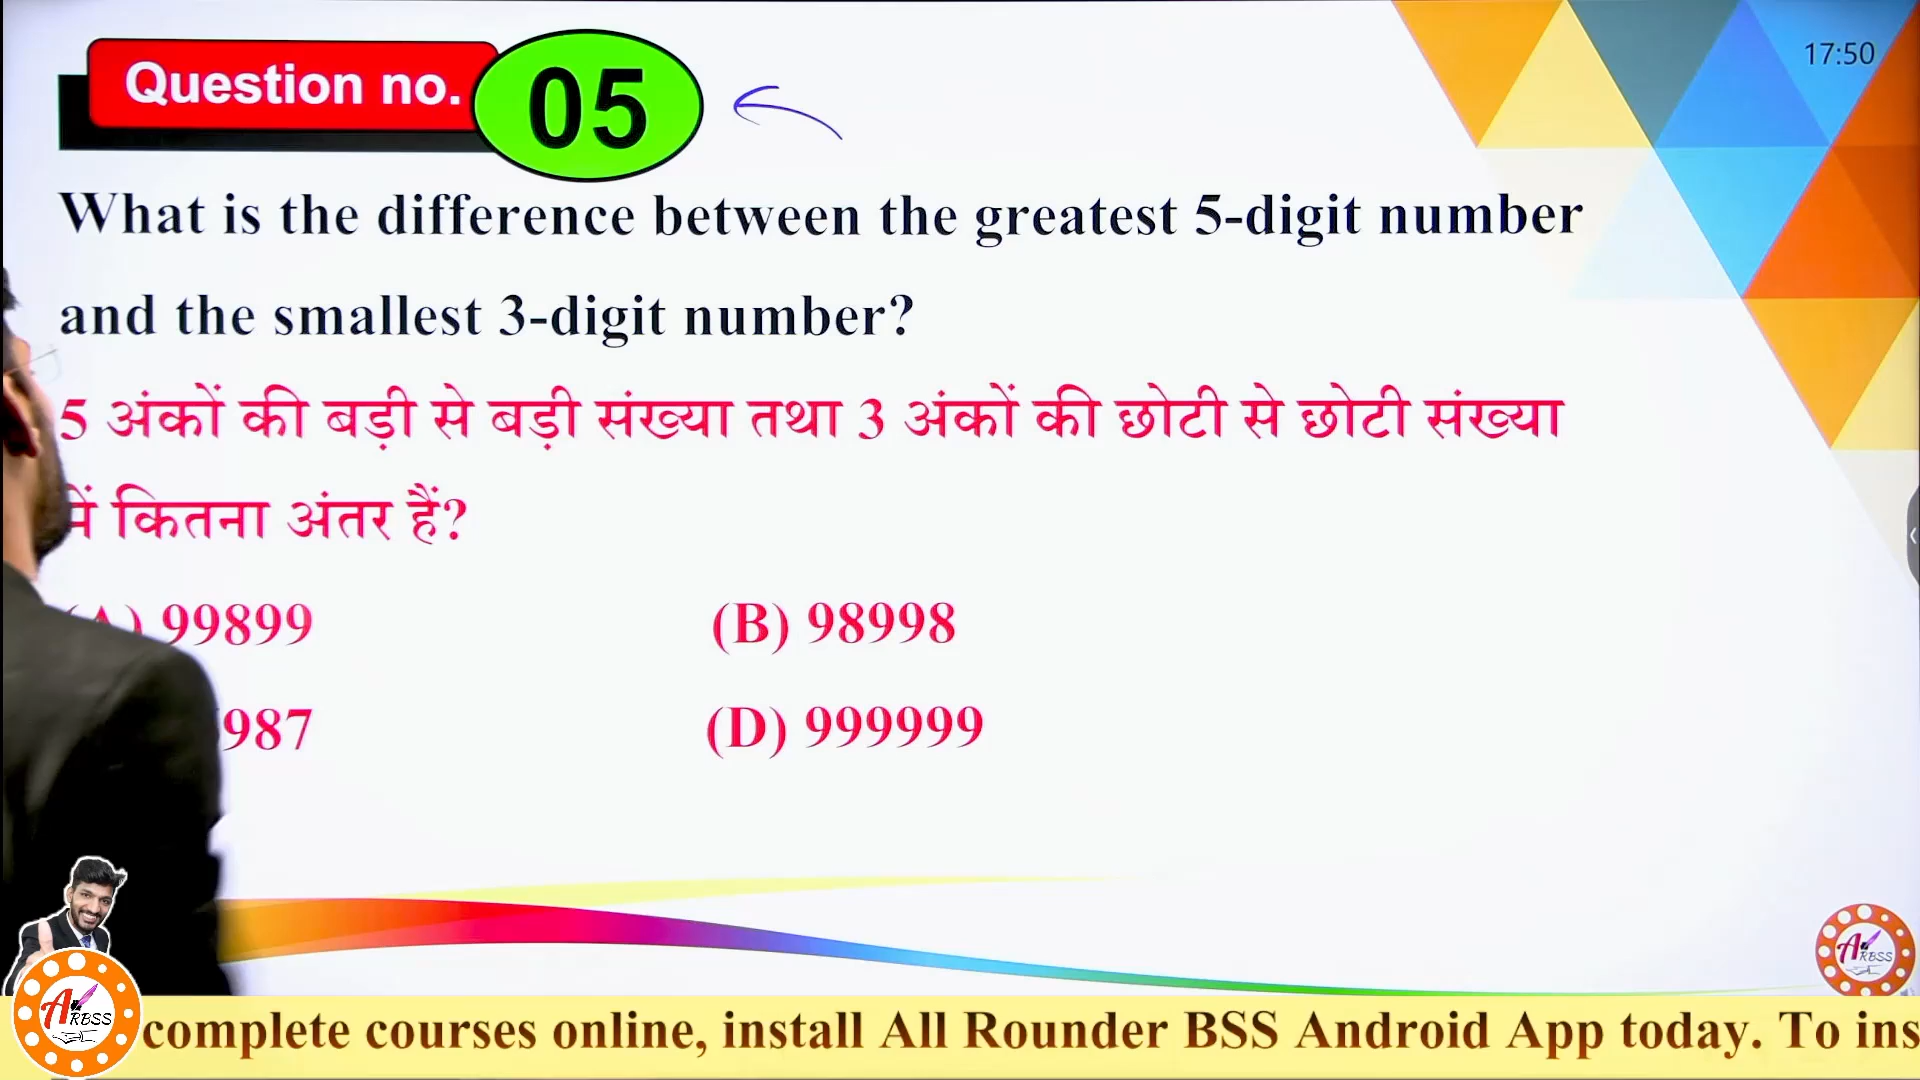 Question no. 05
17:50
What is the difference between the greatest 5-digit number
and the smallest 3-digit number?
5 अंकों की बड़ी से बड़ी संख्या तथा 3 अंकों की छोटी से छोटी संख्या
में कितना अंतर हैं?
(A) 99899 (B) 98998
987 (D) 999999
ARBSS
ARBSS
complete courses online, install All Rounder BSS Android App today. To ins